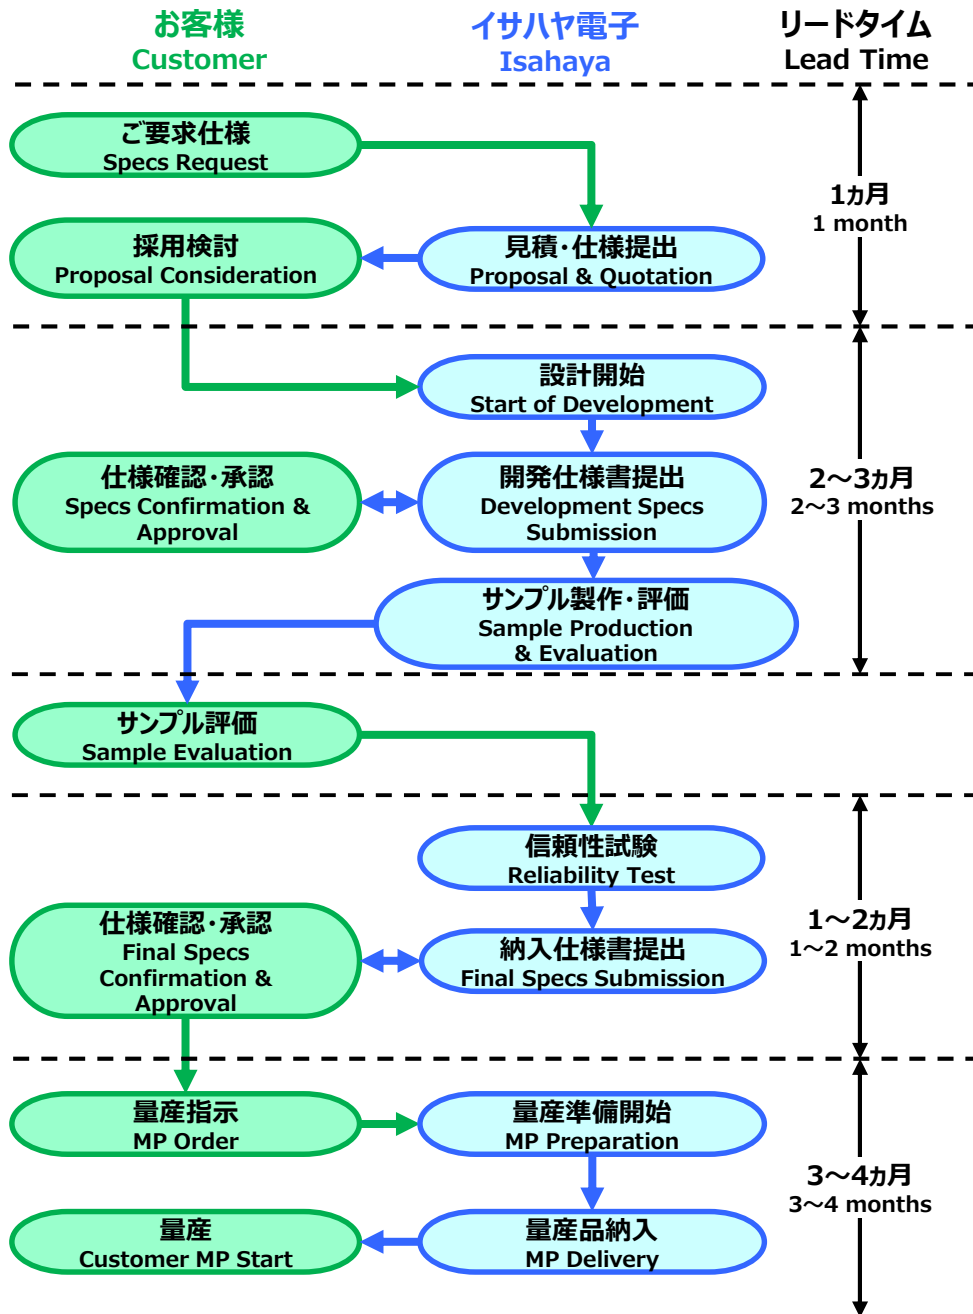 お客様
Customer
イサハヤ電子
Isahaya
リードタイム
Lead Time
ご要求仕様
Specs Request
1ヵ月
1 month
採用検討
Proposal Consideration
見積・仕様提出
Proposal & Quotation
設計開始
Start of Development
仕様確認・承認
Specs Confirmation &
Approval
開発仕様書提出
Development Specs
Submission
2～3ヵ月
2～3 months
サンプル製作・評価
Sample Production
& Evaluation
サンプル評価
Sample Evaluation
信頼性試験
Reliability Test
仕様確認・承認
Final Specs
Confirmation &
Approval
納入仕様書提出
Final Specs Submission
1～2ヵ月
1～2 months
量産指示
MP Order
量産準備開始
MP Preparation
3～4ヵ月
3～4 months
量産
Customer MP Start
量産品納入
MP Delivery